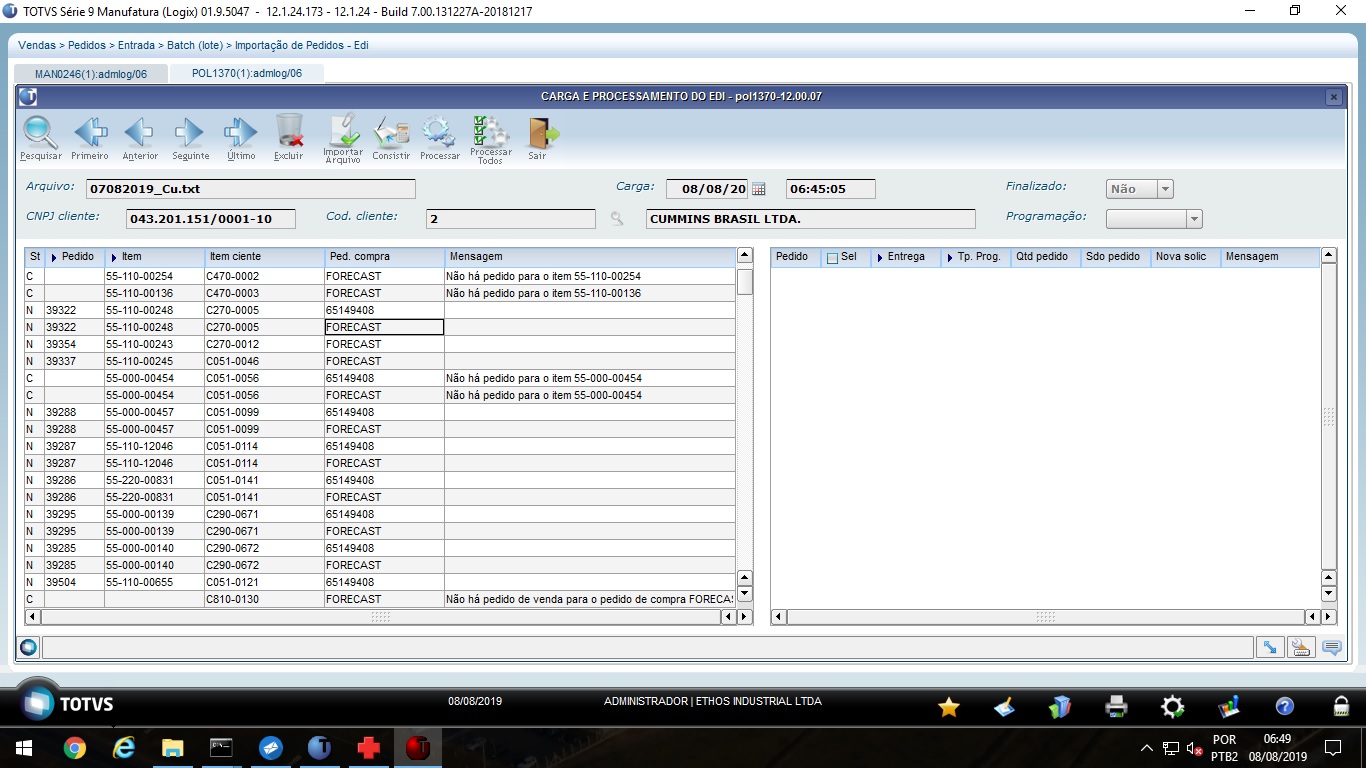 TOTVS Série 9 Manufatura (Logix) 01.9.5047 - 12.1.24.173 - 12.1.24 - Build 7.00.131227A-20181217
Vendas > Pedidos > Entrada > Batch (lote) > Importação de Pedidos - Edi
MAN0246(1):admlog/06 POL1370(1):admlog/06
CARGA E PROCESSAMENTO DO EDI - pol1370-12.00.07
Pesquisar Primeiro Anterior Seguinte Último Excluir Importar Arquivo Consistir Processar Processar Todos Sair
Arquivo: 07082019_Cu.txt Carga: 08/08/20 06:45:05 Finalizado: Não
CNPJ cliente: 043.201.151/0001-10 Cod. cliente: 2 CUMMINS BRASIL LTDA. Programação:
St Pedido Item Item ciente Ped. compra Mensagem Pedido Sel Entrega Tp. Prog. Qtd pedido Sdo pedido Nova solic Mensagem
C 55-110-00254 C470-0002 FORECAST Não há pedido para o item 55-110-00254
C 55-110-00136 C470-0003 FORECAST Não há pedido para o item 55-110-00136
N 39322 55-110-00248 C270-0005 65149408
N 39322 55-110-00248 C270-0005 FORECAST
N 39354 55-110-00243 C270-0012 FORECAST
N 39337 55-110-00245 C051-0046 FORECAST
C 55-000-00454 C051-0056 65149408 Não há pedido para o item 55-000-00454
C 55-000-00454 C051-0056 FORECAST Não há pedido para o item 55-000-00454
N 39288 55-000-00457 C051-0099 65149408
N 39288 55-000-00457 C051-0099 FORECAST
N 39287 55-110-12046 C051-0114 65149408
N 39287 55-110-12046 C051-0114 FORECAST
N 39286 55-220-00831 C051-0141 65149408
N 39286 55-220-00831 C051-0141 FORECAST
N 39295 55-000-00139 C290-0671 65149408
N 39295 55-000-00139 C290-0671 FORECAST
N 39285 55-000-00140 C290-0672 65149408
N 39285 55-000-00140 C290-0672 FORECAST
N 39504 55-110-00655 C051-0121 65149408
C C810-0130 FORECAST Não há pedido de venda para o pedido de compra FORECA
TOTVS 08/08/2019 ADMINISTRADOR | ETHOS INDUSTRIAL LTDA
POR 06:49
PTB2 08/08/2019